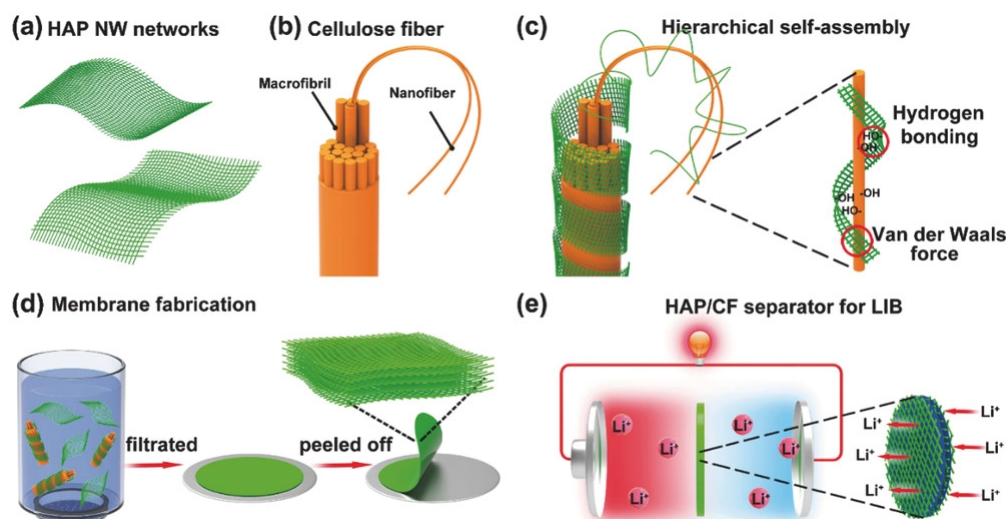 (a) HAP NW networks
(b) Cellulose fiber
Macrofibril
Nanofiber
(c) Hierarchical self-assembly
Hydrogen
bonding
HO-
-OH
-OH
-OH
HO-
Van der Waals
force
(d) Membrane fabrication
filtrated
peeled off
(e) HAP/CF separator for LIB
Li⁺
Li⁺
Li⁺
Li⁺
Li⁺
Li⁺
Li⁺
Li⁺
Li⁺
Li⁺
Li⁺
Li⁺